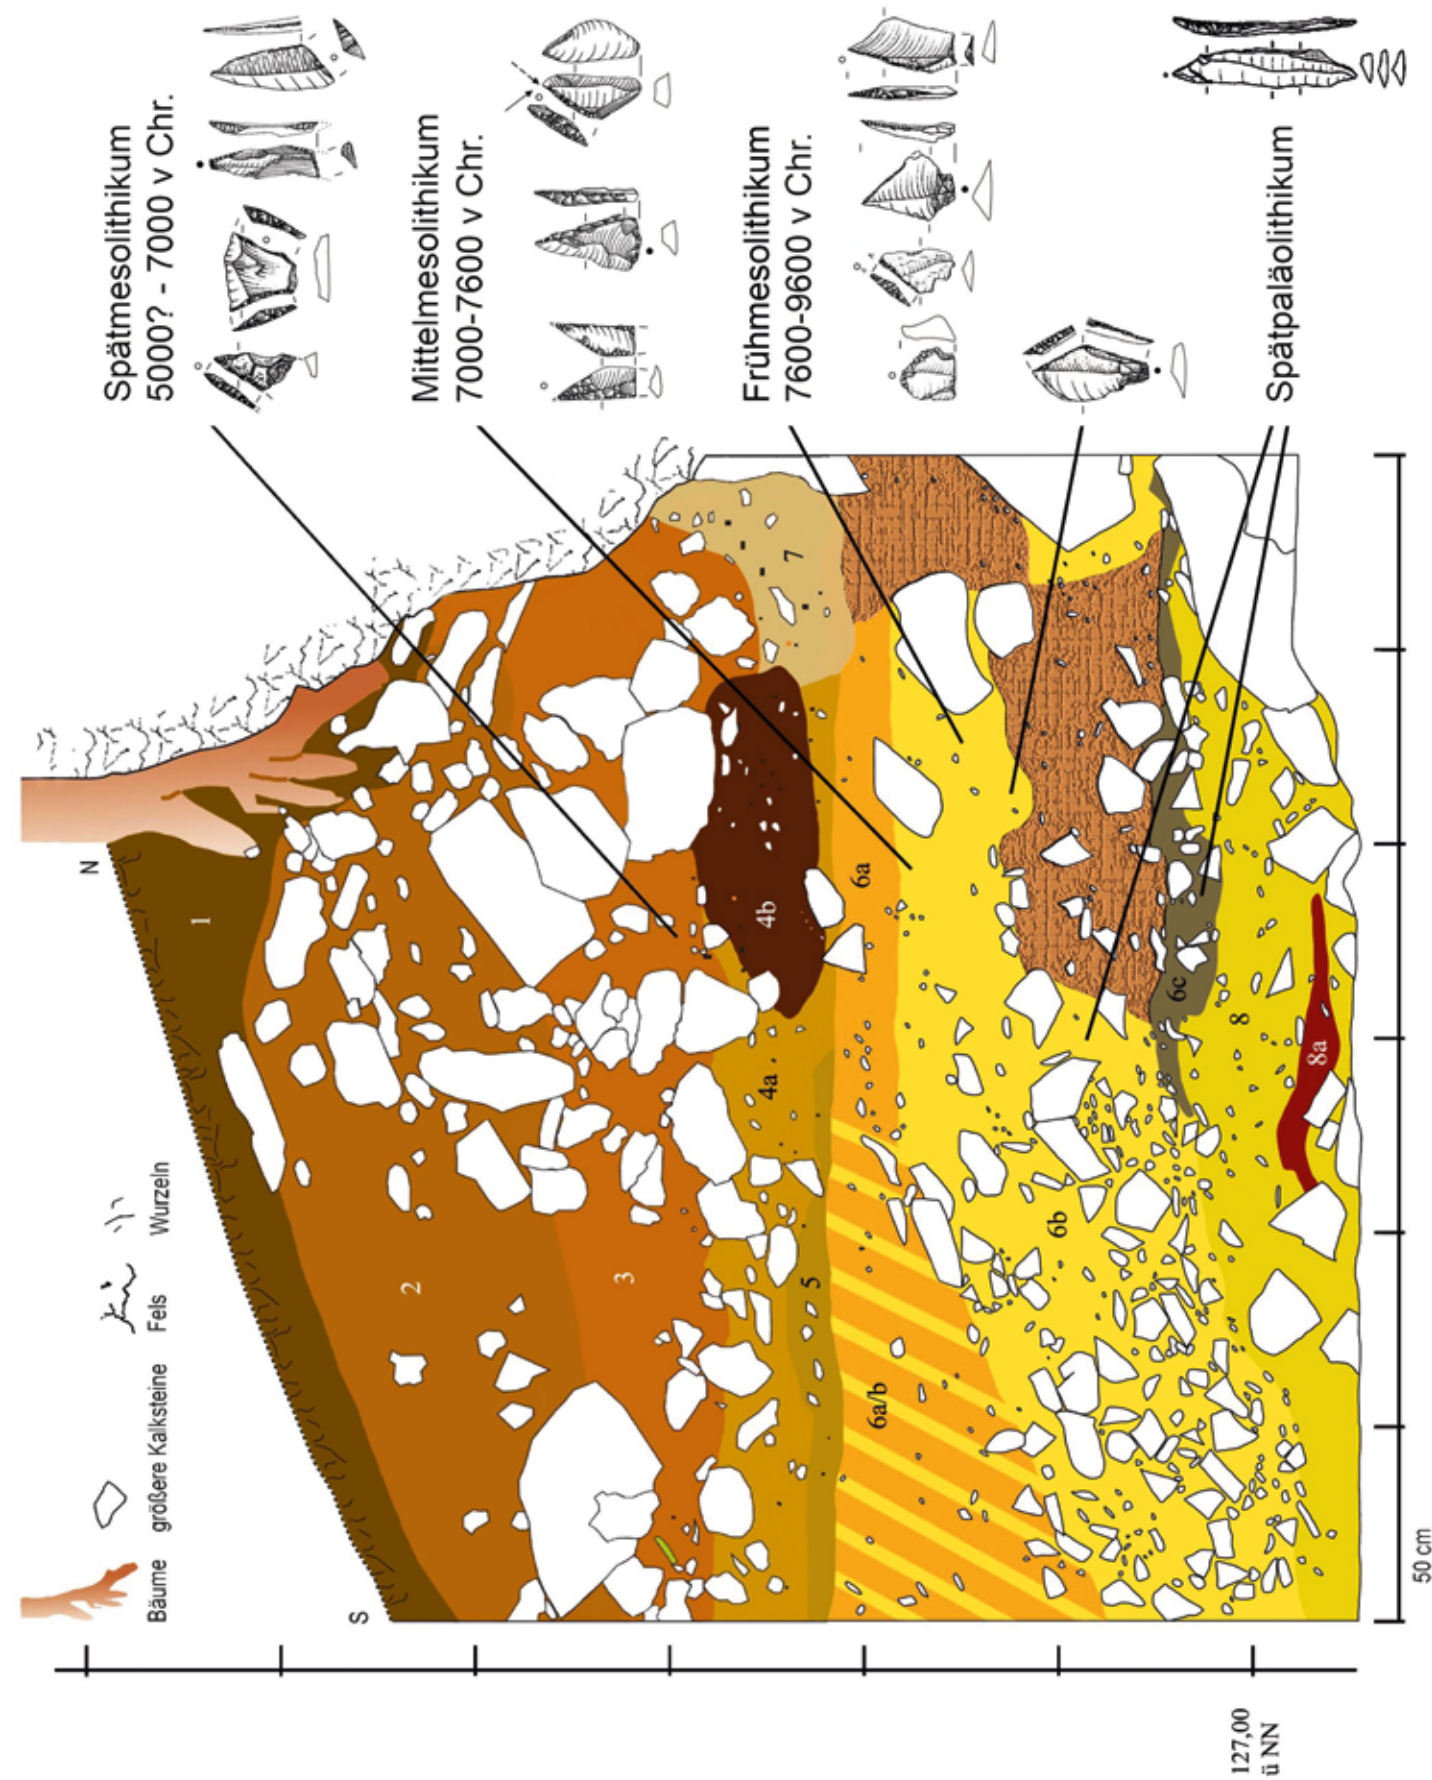 Bäume
größere Kalksteine
Fels
Wurzeln
S
N
Spätmesolithikum
5000? - 7000 v Chr.
Mittelmesolithikum
7000-7600 v Chr.
Frühmesolithikum
7600-9600 v Chr.
Spätpaläolithikum
1
2
3
4a
4b
5
6a
6a/b
6b
6c
7
8
8a
127,00
ü NN
50 cm